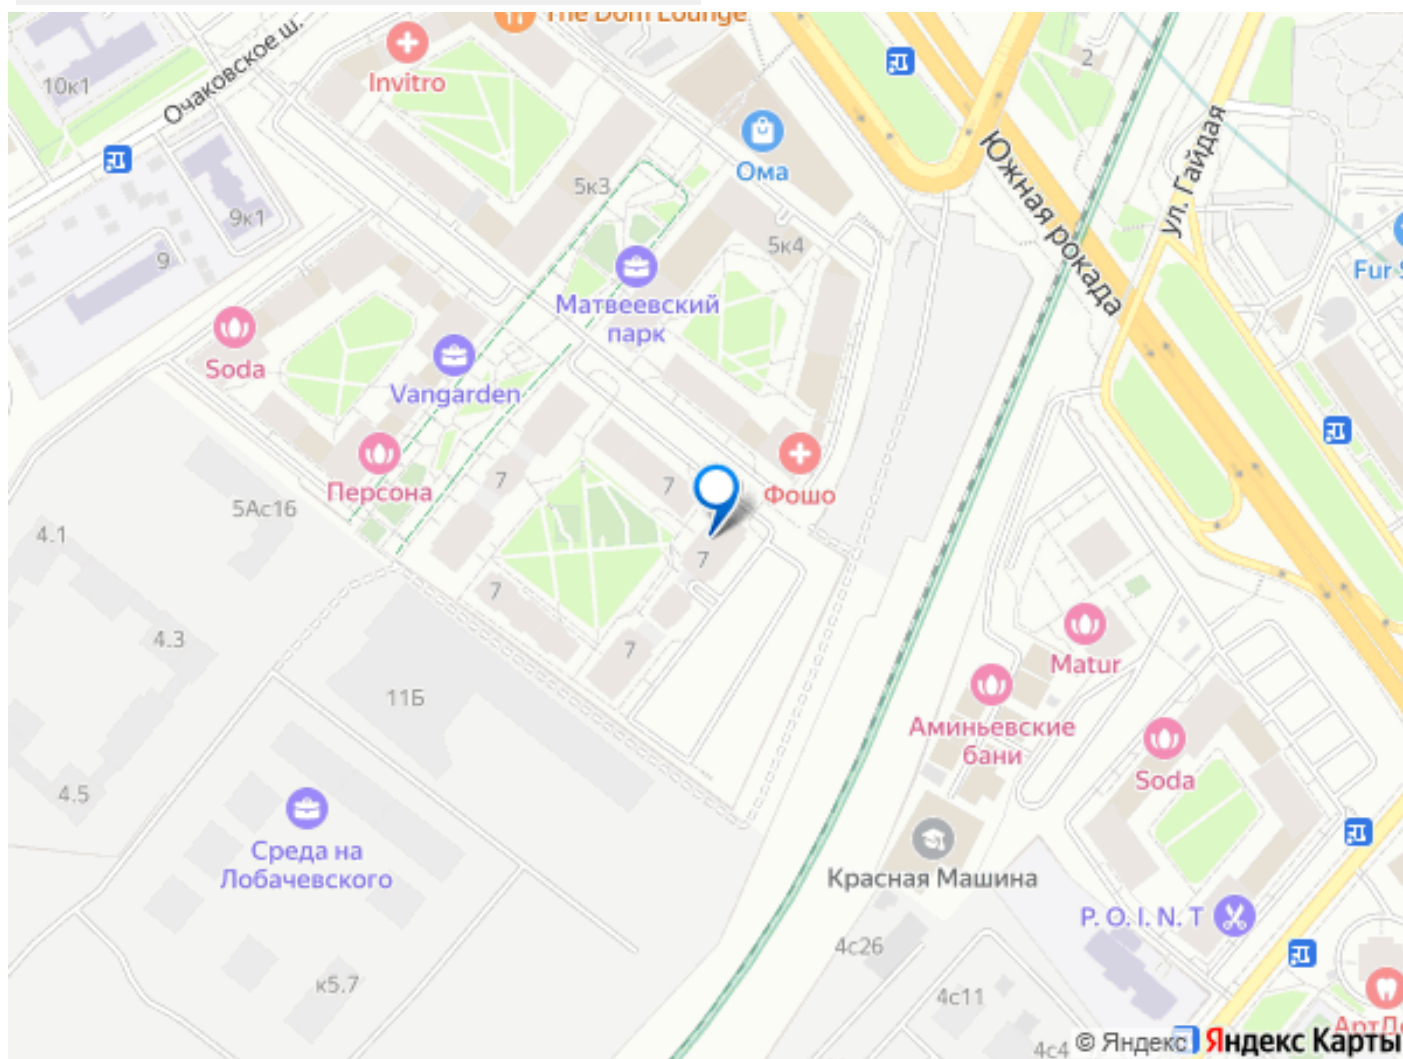 The Dom Lounge
Invitro
Очаковское ш.
10к1
2
Ома
5к3
5к4
9к1
9
ул. Гайдая
Южная рокада
Fur S
Матвеевский
парк
Soda
Vangarden
Персона
Фошо
7
7
7
7
7
5Ас16
4.1
4.3
11Б
4.5
Matur
Аминьевские
бани
Soda
Среда на
Лобачевского
Красная Машина
P. O. I. N. T
4с26
к5.7
4с11
4с4
АртДе
© Яндекс
Яндекс Карты